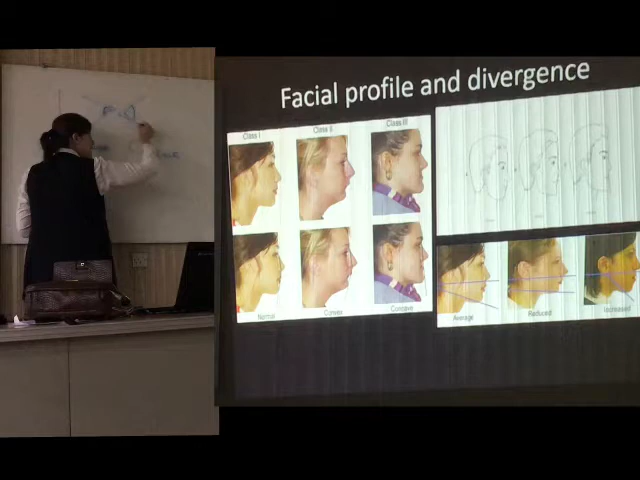 Facial profile and divergence
Class I
Class II
Class III
Normal
Convex
Concave
Average
Reduced
Increased